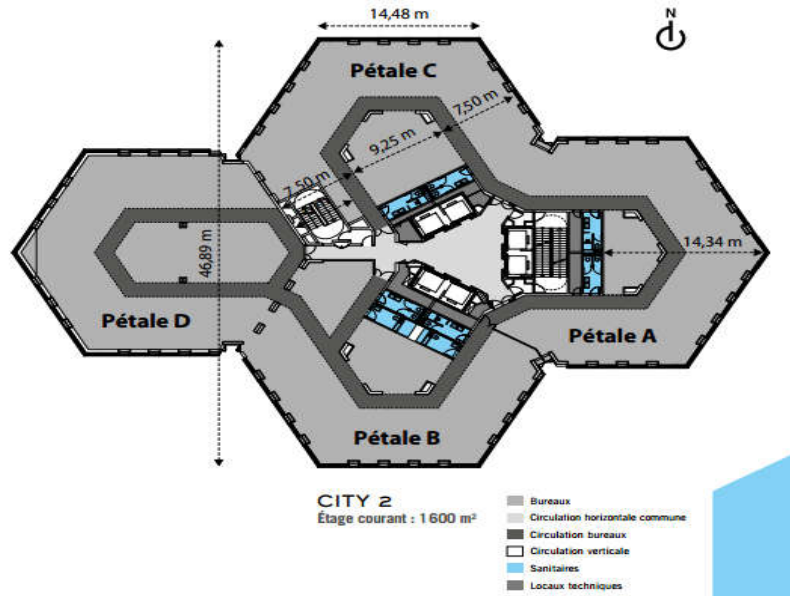 14,48 m
N
Pétale C
7,50 m
9,25 m
7,50 m
46,89 m
14,34 m
Pétale D
Pétale A
Pétale B
CITY 2
Étage courant : 1 600 m²
Bureaux
Circulation horizontale commune
Circulation bureaux
Circulation verticale
Sanitaires
Locaux techniques